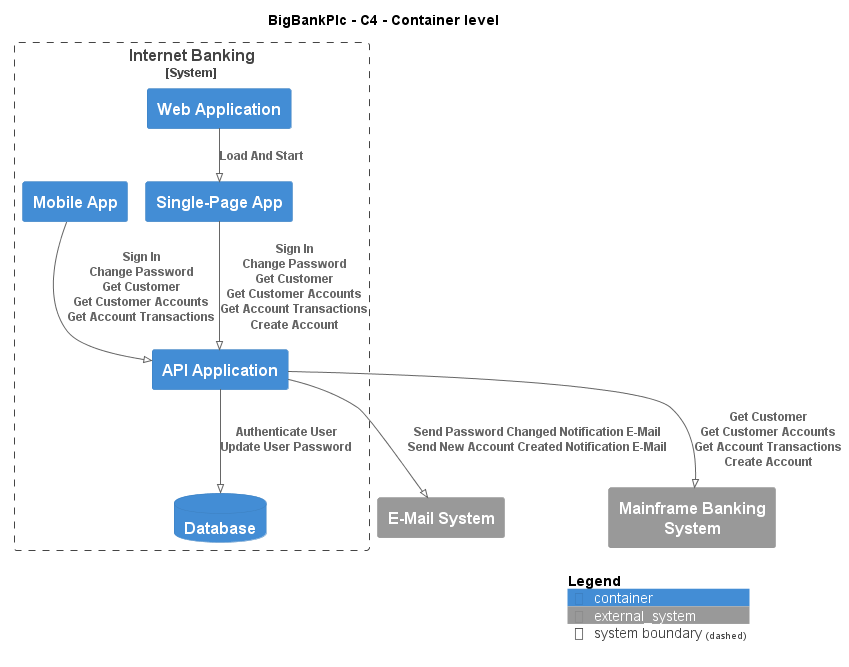 BigBankPlc - C4 - Container level
Internet Banking
[System]
Web Application
Load And Start
Mobile App
Single-Page App
Sign In
Change Password
Get Customer
Get Customer Accounts
Get Account Transactions
Sign In
Change Password
Get Customer
Get Customer Accounts
Get Account Transactions
Create Account
API Application
Authenticate User
Update User Password
Send Password Changed Notification E-Mail
Send New Account Created Notification E-Mail
Get Customer
Get Customer Accounts
Get Account Transactions
Create Account
Database
E-Mail System
Mainframe Banking
System
Legend
container
external_system
system boundary (dashed)